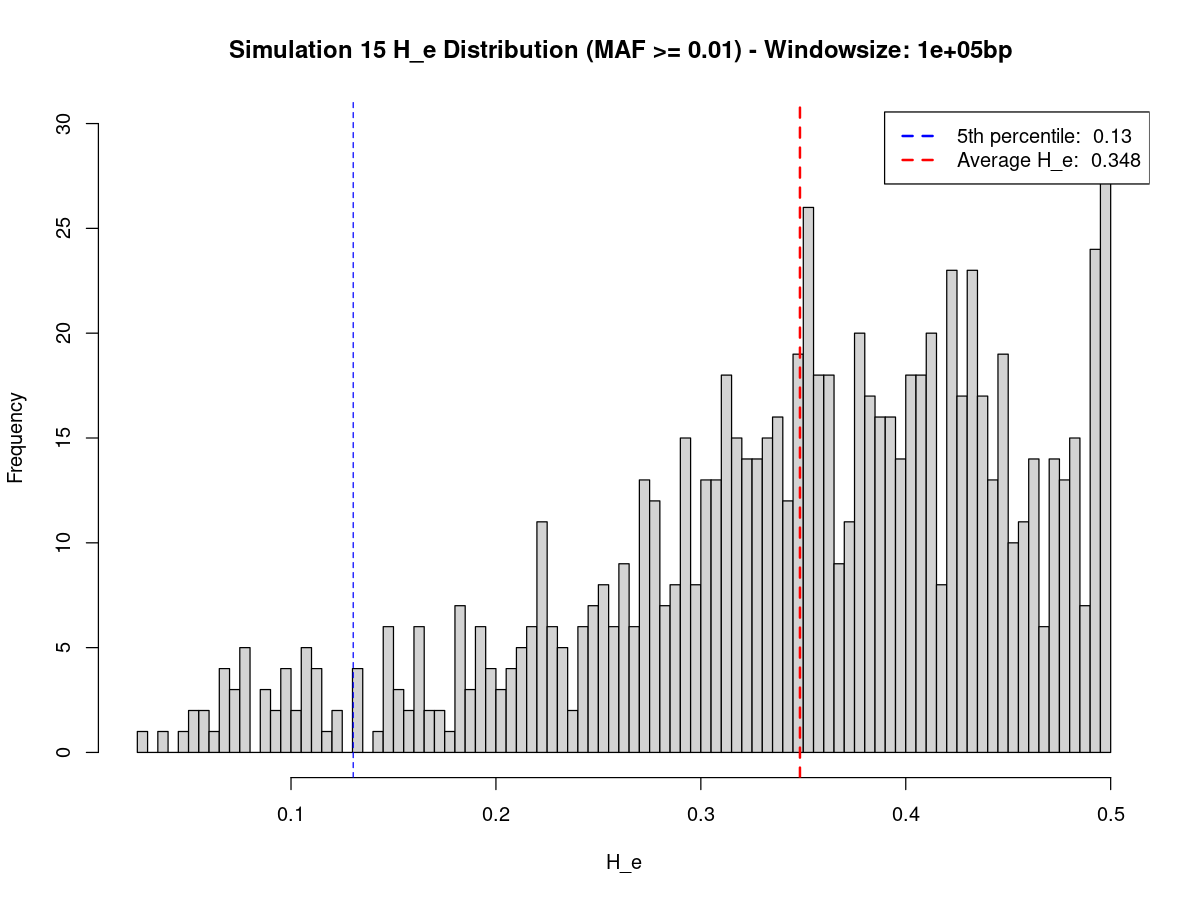 Simulation 15 H_e Distribution (MAF >= 0.01) - Windowsize: 1e+05bp
5th percentile: 0.13
Average H_e: 0.348
Frequency
30
25
20
15
10
5
0
0.1 0.2 0.3 0.4 0.5
H_e